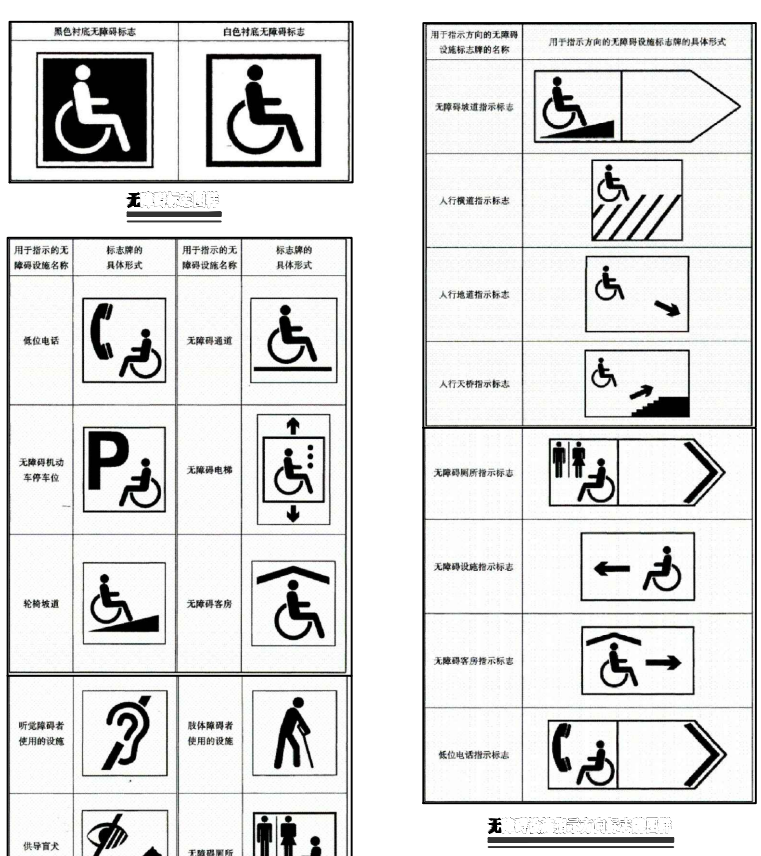 黑色衬底无障碍标志
白色衬底无障碍标志
无
用于指示的无
障碍设施名称
标志牌的
具体形式
用于指示的无
障碍设施名称
标志牌的
具体形式
低位电话
无障碍通道
无障碍机动
车停车位
P
无障碍电梯
轮椅坡道
无障碍客房
听觉障碍者
使用的设施
肢体障碍者
使用的设施
供导盲犬
无障碍厕所
用于指示方向的无障碍
设施标志牌的名称
用于指示方向的无障碍设施标志牌的具体形式
无障碍坡道指示标志
人行横道指示标志
人行地道指示标志
人行天桥指示标志
无障碍厕所指示标志
无障碍设施指示标志
无障碍客房指示标志
低位电话指示标志
无